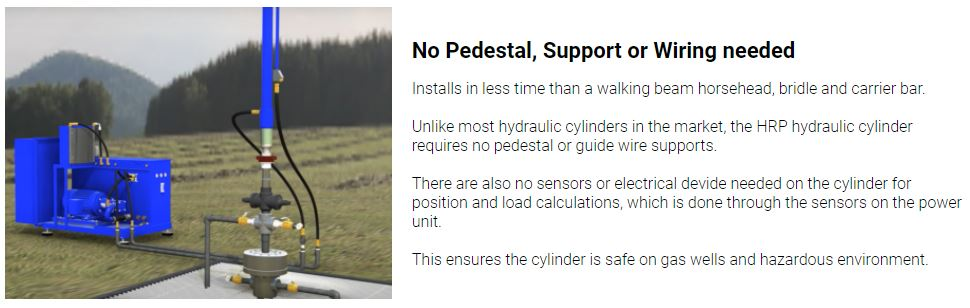 No Pedestal, Support or Wiring needed
Installs in less time than a walking beam horsehead, bridle and carrier bar.
Unlike most hydraulic cylinders in the market, the HRP hydraulic cylinder
requires no pedestal or guide wire supports.
There are also no sensors or electrical devide needed on the cylinder for
position and load calculations, which is done through the sensors on the power
unit.
This ensures the cylinder is safe on gas wells and hazardous environment.